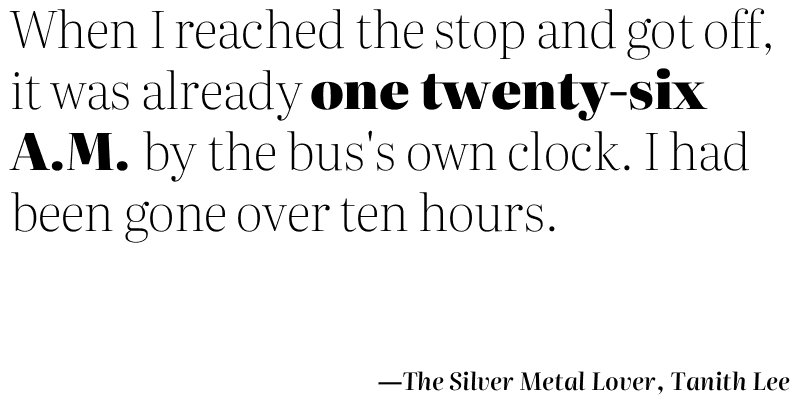 When I reached the stop and got off,
it was already one twenty-six
A.M. by the bus's own clock. I had
been gone over ten hours.
—The Silver Metal Lover, Tanith Lee